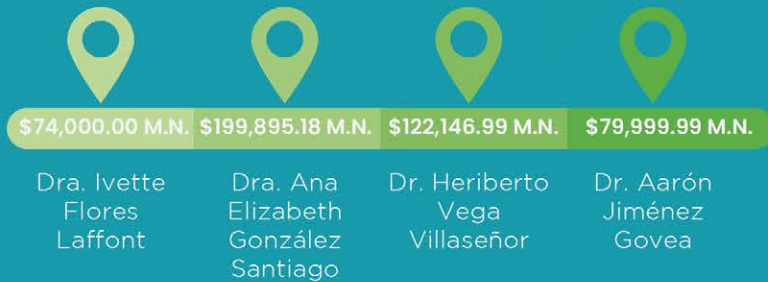 $74,000.00 M.N. $199,895.18 M.N. $122,146.99 M.N. $79,999.99 M.N.
Dra. Ivette
Flores
Laffont
Dra. Ana
Elizabeth
González
Santiago
Dr. Heriberto
Vega
Villaseñor
Dr. Aarón
Jiménez
Govea